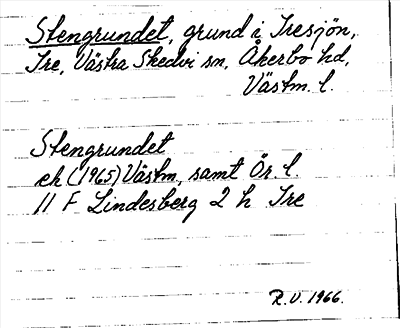 Stengrundet, grund i Tresjön,
Tre, Västra Skedvi sn, Åkerbo hd,
Västm. l.
Stengrundet
ek (1965) Västm., samt Ör. l.
11 F Lindesberg 2 h Tre
R.V. 1966.